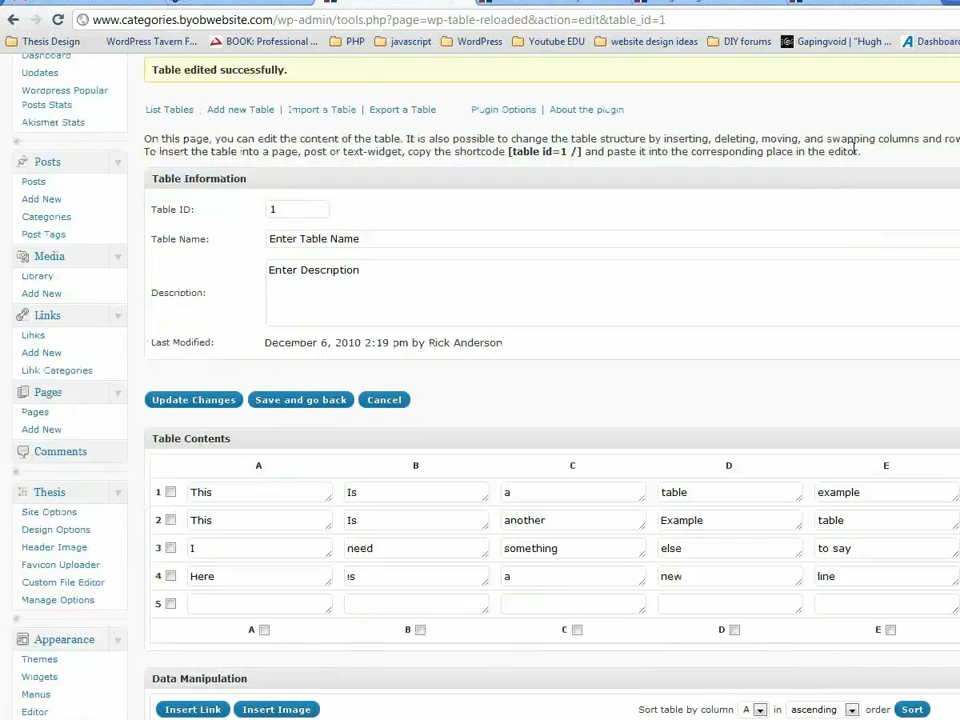 www.categories.byobwebsite.com/wp-admin/tools.php?page=wp-table-reloaded&action=edit&table_id=1
Thesis Design WordPress Tavern F... BOOK: Professional ... PHP javascript WordPress Youtube EDU website design ideas DIY forums Gapingvoid | "Hugh ... Dashboard
Dashboard
Updates
Wordpress Popular
Posts Stats
Akismet Stats
Posts
Posts
Add New
Categories
Post Tags
Media
Library
Add New
Links
Links
Add New
Link Categories
Pages
Pages
Add New
Comments
Thesis
Site Options
Design Options
Header Image
Favicon Uploader
Custom File Editor
Manage Options
Appearance
Themes
Widgets
Menus
Editor
Table edited successfully.
List Tables | Add new Table | Import a Table | Export a Table Plugin Options | About the plugin
On this page, you can edit the content of the table. It is also possible to change the table structure by inserting, deleting, moving, and swapping columns and row
To insert the table into a page, post or text-widget, copy the shortcode [table id=1 /] and paste it into the corresponding place in the editor.
Table Information
Table ID: 1
Table Name: Enter Table Name
Description: Enter Description
Last Modified: December 6, 2010 2:19 pm by Rick Anderson
Update Changes Save and go back Cancel
Table Contents
A B C D E
1 This Is a table example
2 This Is another Example table
3 I need something else to say
4 Here is a new line
5
A B C D E
Data Manipulation
Insert Link Insert Image Sort table by column A in ascending order Sort